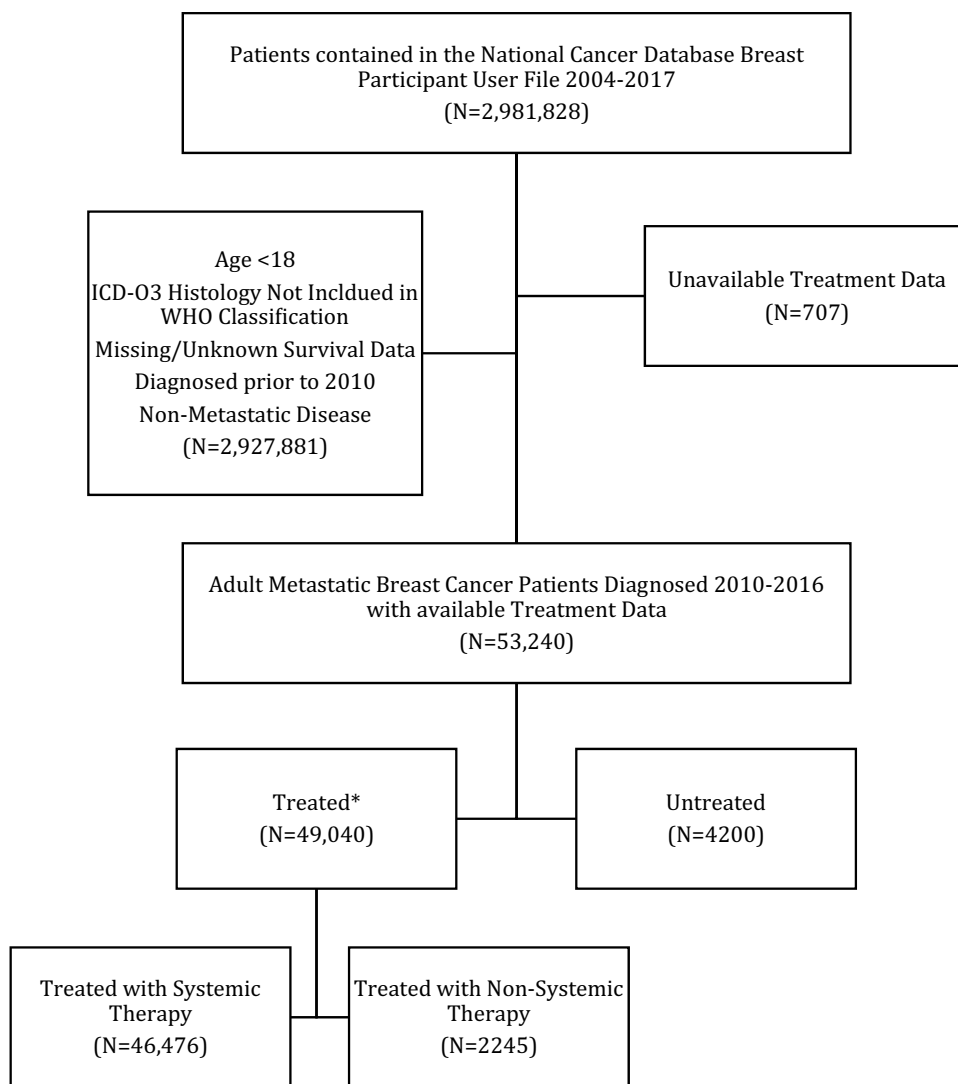 Patients contained in the National Cancer Database Breast
Participant User File 2004-2017
(N=2,981,828)
Age <18
ICD-O3 Histology Not Incldued in
WHO Classification
Missing/Unknown Survival Data
Diagnosed prior to 2010
Non-Metastatic Disease
(N=2,927,881)
Unavailable Treatment Data
(N=707)
Adult Metastatic Breast Cancer Patients Diagnosed 2010-2016
with available Treatment Data
(N=53,240)
Treated*
(N=49,040)
Untreated
(N=4200)
Treated with Systemic
Therapy
(N=46,476)
Treated with Non-Systemic
Therapy
(N=2245)